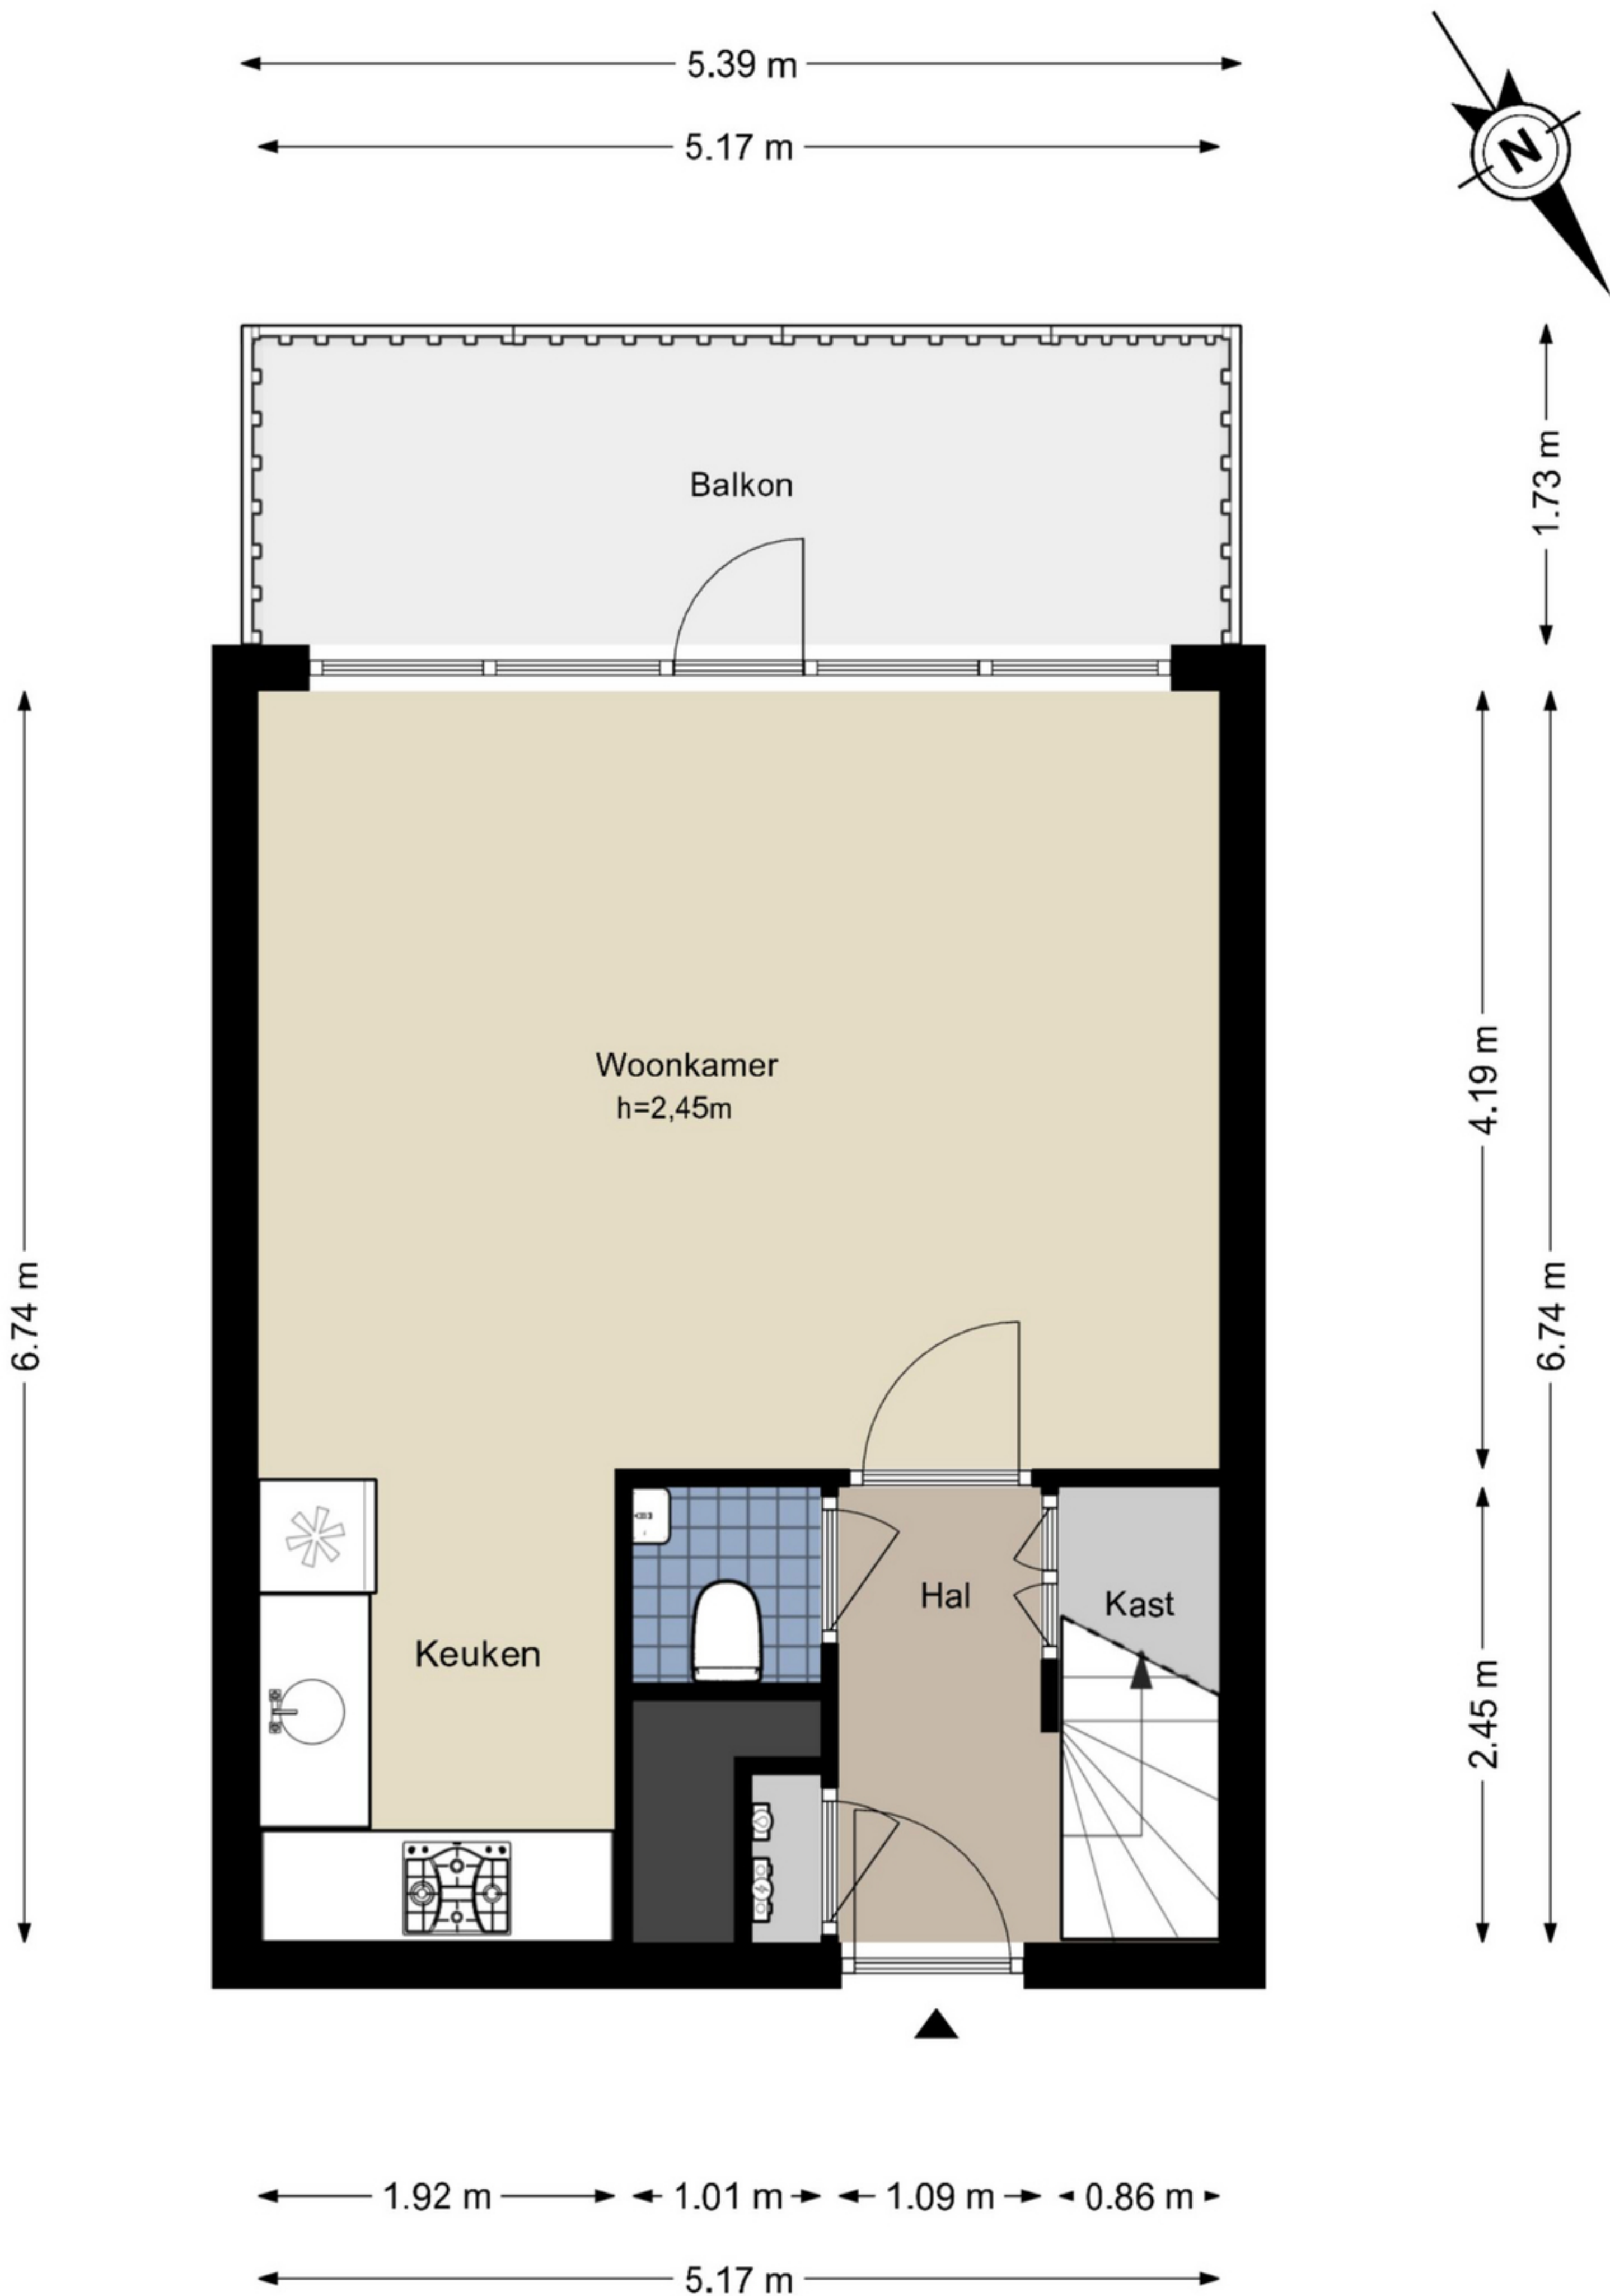 5.39 m
5.17 m
N
Balkon
1.73 m
Woonkamer
h=2,45m
4.19 m
6.74 m
6.74 m
Hal
Kast
Keuken
2.45 m
1.92 m
1.01 m
1.09 m
0.86 m
5.17 m